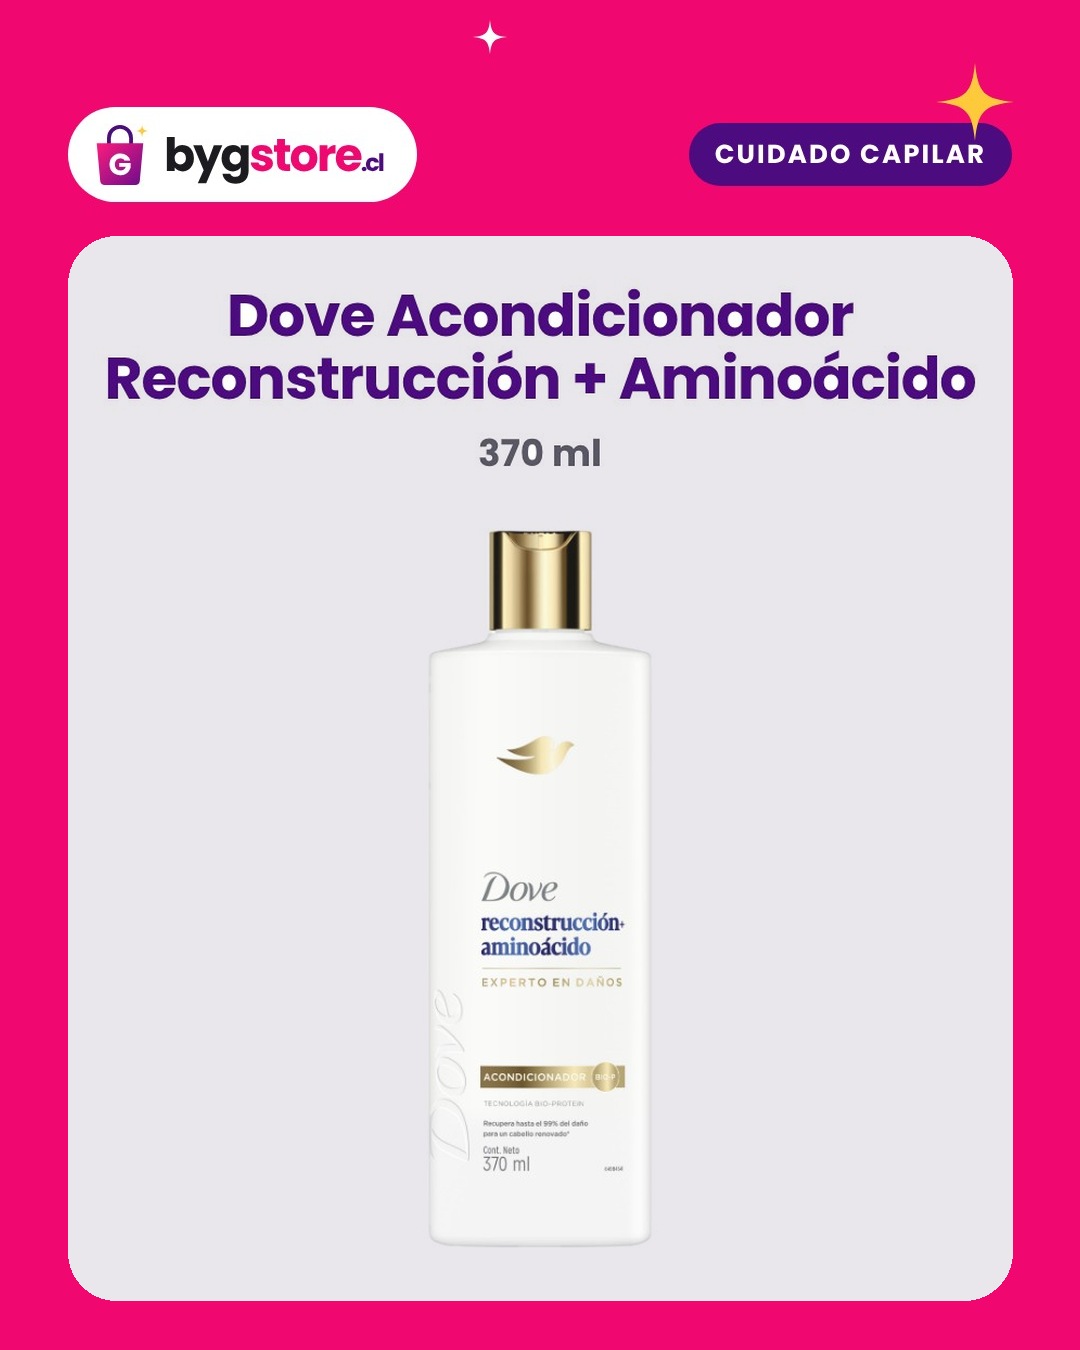 G
bygstore.cl
CUIDADO CAPILAR
Dove Acondicionador
Reconstrucción + Aminoácido
370 ml
Dove
reconstrucción+
aminoácido
EXPERTO EN DAÑOS
Dove
ACONDICIONADOR BIO-P
TECNOLOGÍA BIO-PROTEIN
Recupera hasta el 99% del daño
para un cabello renovado*
Cont. Neto
370 ml